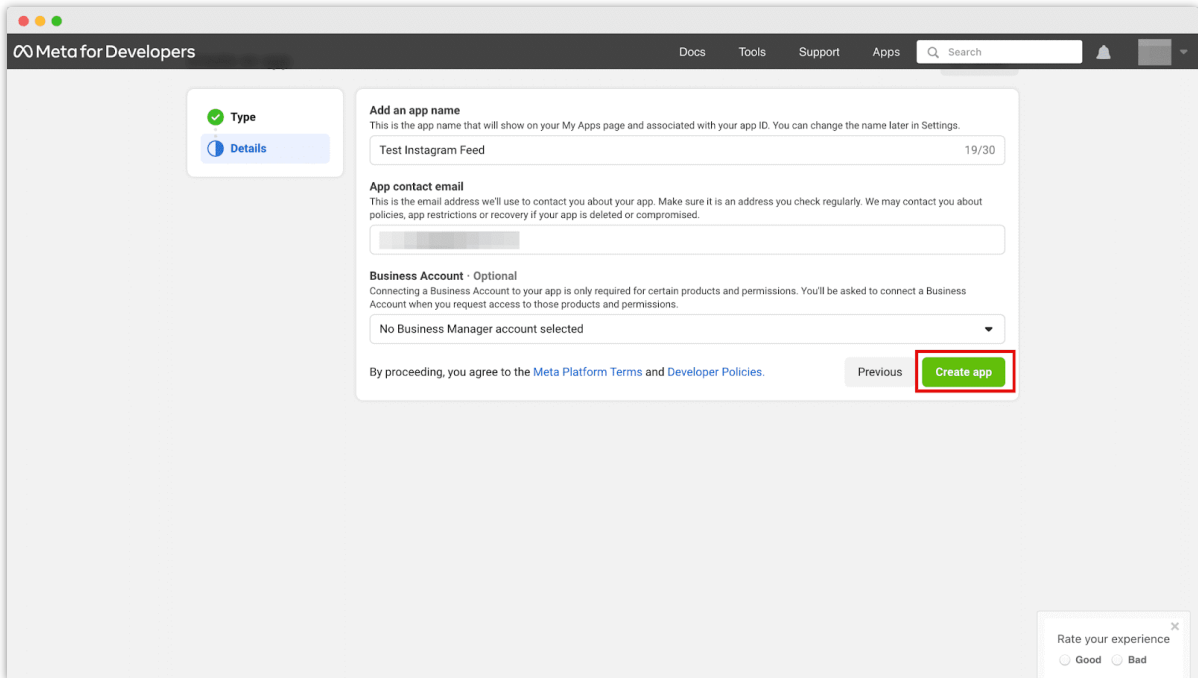 Meta for Developers
Docs Tools Support Apps Search
Type
Details
Add an app name
This is the app name that will show on your My Apps page and associated with your app ID. You can change the name later in Settings.
Test Instagram Feed 19/30
App contact email
This is the email address we'll use to contact you about your app. Make sure it is an address you check regularly. We may contact you about
policies, app restrictions or recovery if your app is deleted or compromised.
Business Account · Optional
Connecting a Business Account to your app is only required for certain products and permissions. You'll be asked to connect a Business
Account when you request access to those products and permissions.
No Business Manager account selected
By proceeding, you agree to the Meta Platform Terms and Developer Policies.
Previous Create app
Rate your experience
Good Bad